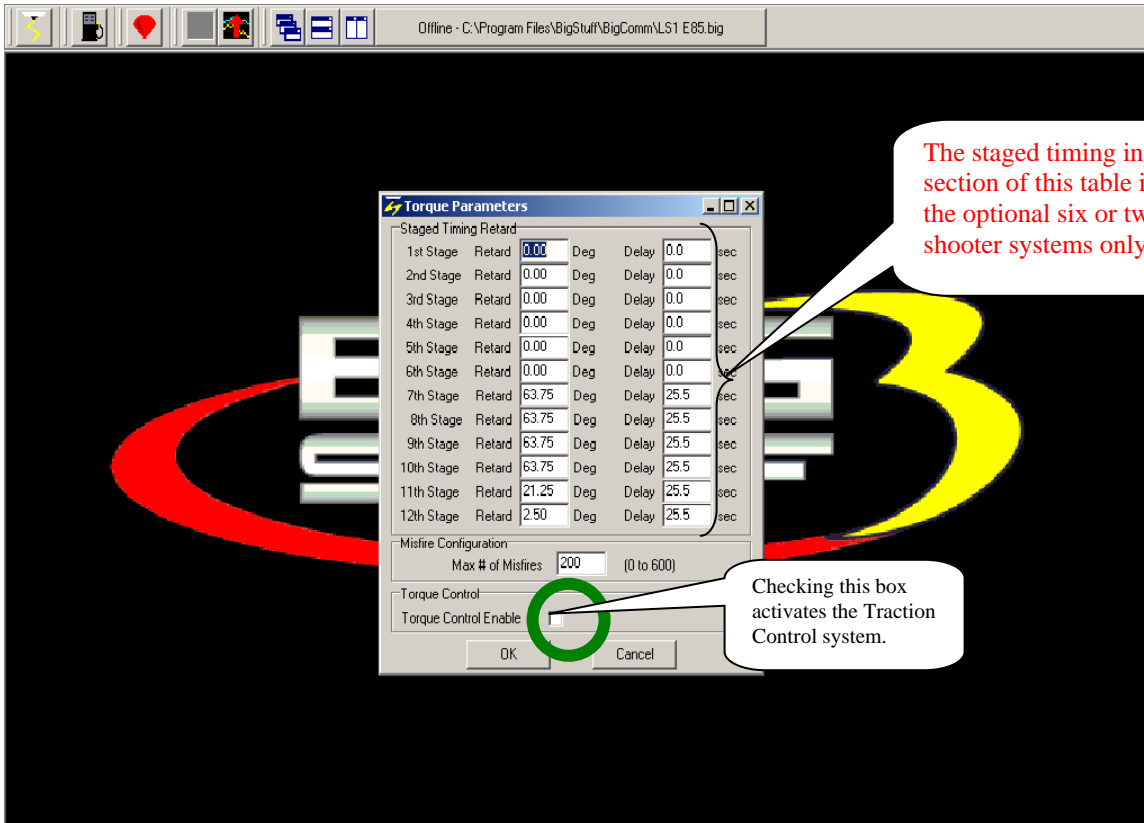 Offline - C:\Program Files\BigStuff\BigComm\LS1 E85.big
The staged timing
section of this table
the optional six or
shooter systems only
Torque Parameters
Staged Timing Retard
1st Stage Retard 0.00 Deg Delay 0.0 sec
2nd Stage Retard 0.00 Deg Delay 0.0 sec
3rd Stage Retard 0.00 Deg Delay 0.0 sec
4th Stage Retard 0.00 Deg Delay 0.0 sec
5th Stage Retard 0.00 Deg Delay 0.0 sec
6th Stage Retard 0.00 Deg Delay 0.0 sec
7th Stage Retard 63.75 Deg Delay 25.5 sec
8th Stage Retard 63.75 Deg Delay 25.5 sec
9th Stage Retard 63.75 Deg Delay 25.5 sec
10th Stage Retard 63.75 Deg Delay 25.5 sec
11th Stage Retard 21.25 Deg Delay 25.5 sec
12th Stage Retard 2.50 Deg Delay 25.5 sec
Misfire Configuration
Max # of Misfires 200 (0 to 600)
Torque Control
Torque Control Enable
Checking this box
activates the Traction
Control system.
OK Cancel
3